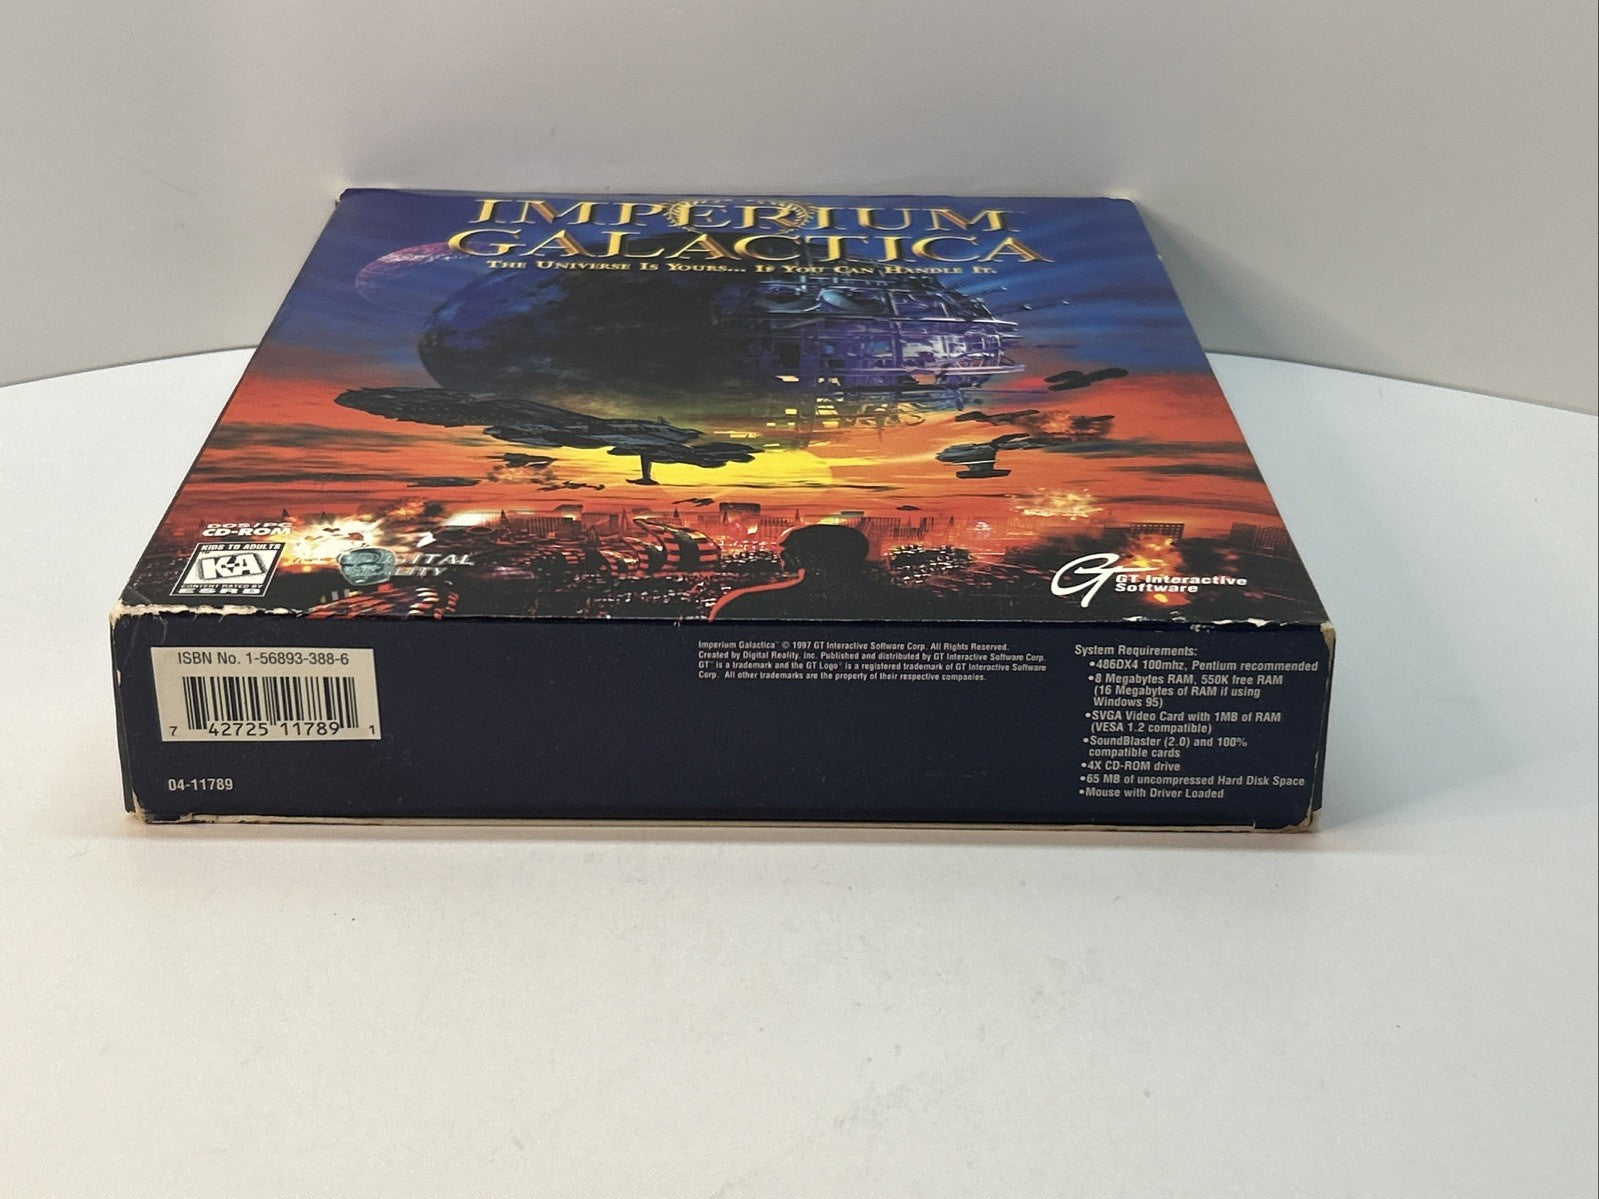 IMPERIUM
GALACTICA™
THE UNIVERSE IS YOURS... IF YOU CAN HANDLE IT.
DOS/PC
CD-ROM
KIDS TO ADULTS
K-A
CONTENT RATED BY
ESRB
GT
GT Interactive
Software
ISBN No. 1-56893-388-6
7 42725 11789 1
04-11789
Imperium Galactica™ © 1997 GT Interactive Software Corp. All Rights Reserved.
Created by Digital Reality, Inc. Published and distributed by GT Interactive Software Corp.
GT™ is a trademark and the GT Logo® is a registered trademark of GT Interactive Software
Corp. All other trademarks are the property of their respective companies.
System Requirements:
•486DX4 100mhz, Pentium recommended
•8 Megabytes RAM, 550K free RAM
(16 Megabytes of RAM if using
Windows 95)
•SVGA Video Card with 1MB of RAM
(VESA 1.2 compatible)
•SoundBlaster (2.0) and 100%
compatible cards
•4X CD-ROM drive
•65 MB of uncompressed Hard Disk Space
•Mouse with Driver Loaded